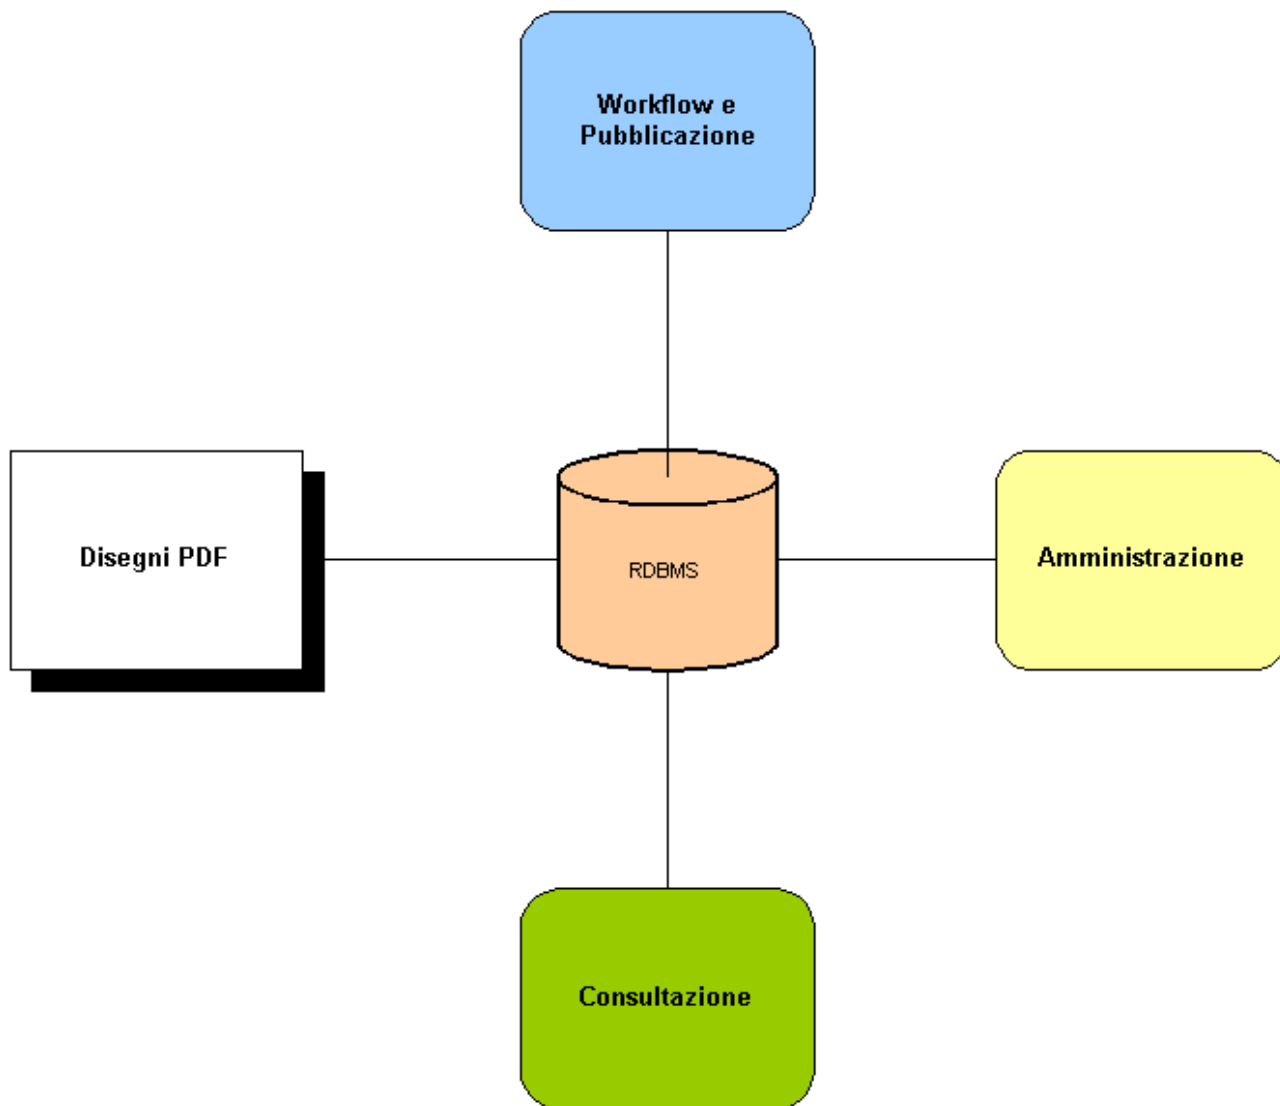 Workflow e
Pubblicazione
Disegni PDF
RDBMS
Amministrazione
Consultazione